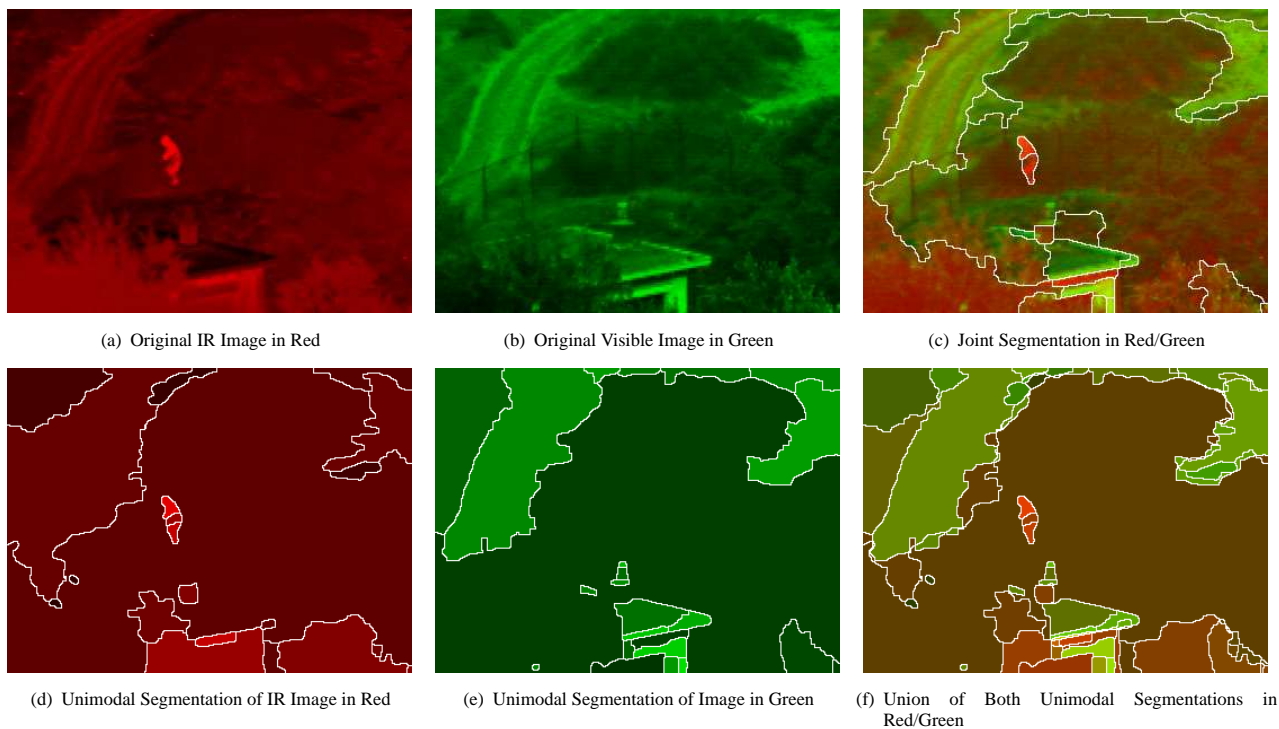 (a) Original IR Image in Red
(b) Original Visible Image in Green
(c) Joint Segmentation in Red/Green
(d) Unimodal Segmentation of IR Image in Red
(e) Unimodal Segmentation of Image in Green
(f) Union of Both Unimodal Segmentations in
Red/Green